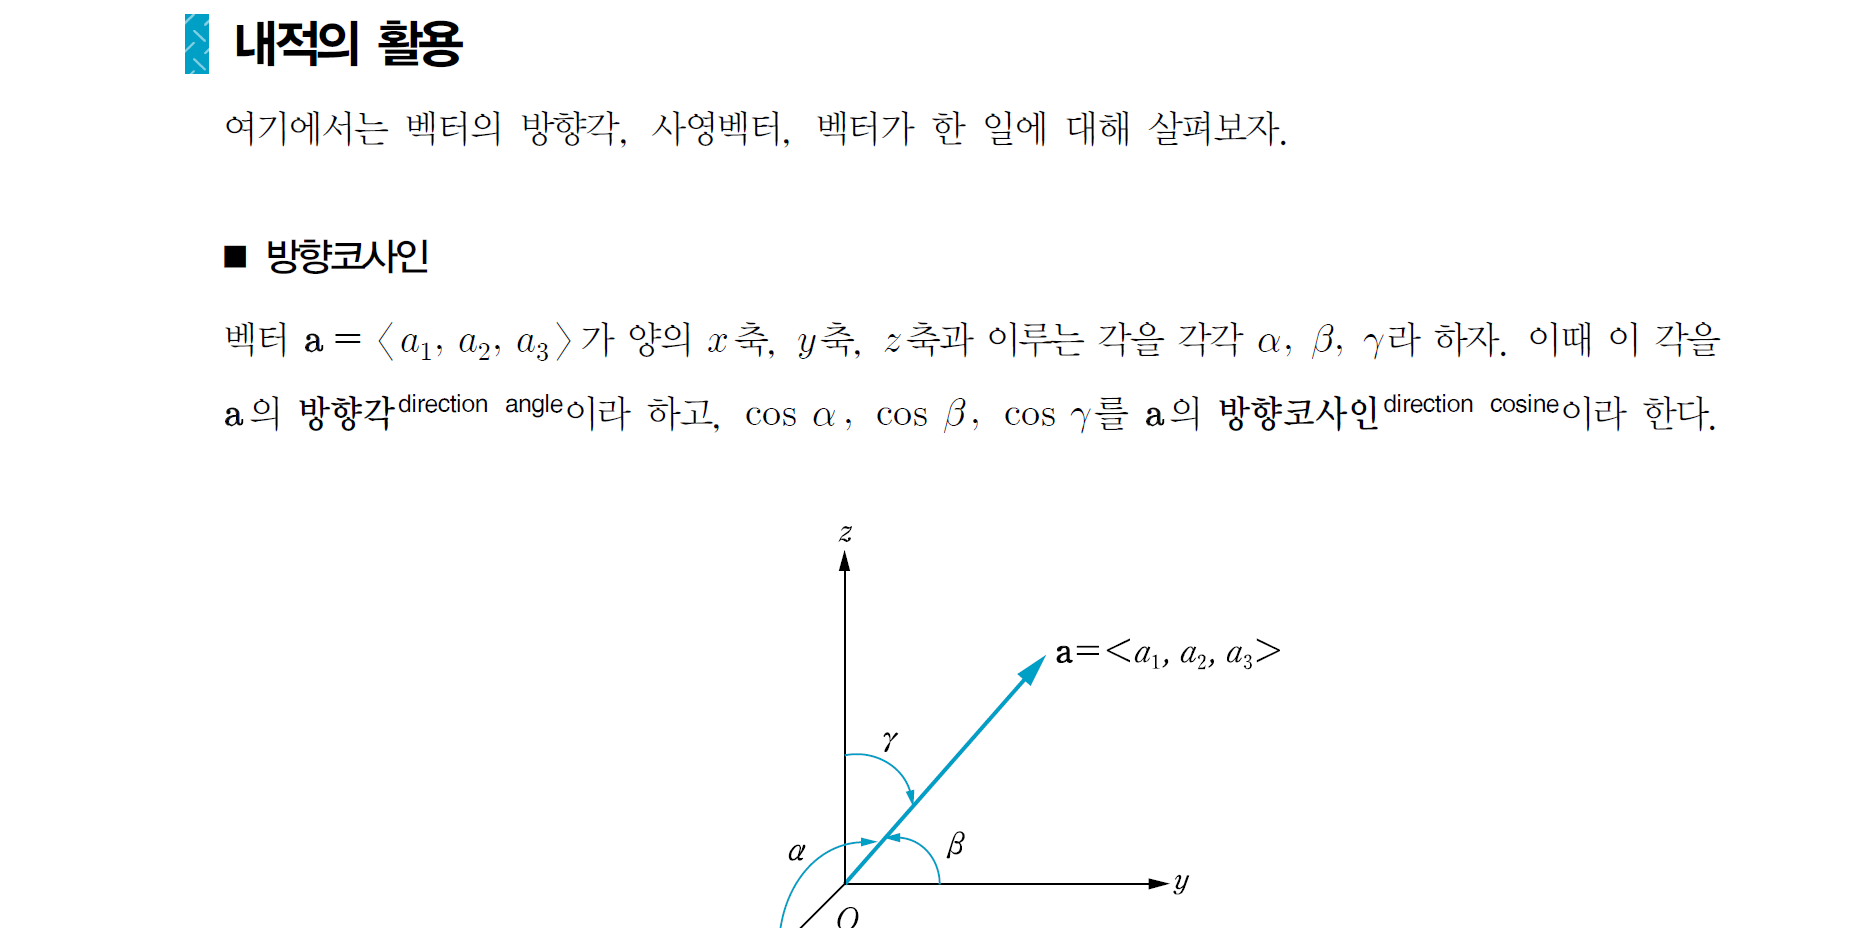 내적의 활용
여기에서는 벡터의 방향각, 사영벡터, 벡터가 한 일에 대해 살펴보자.
■ 방향코사인
벡터 a = 〈a₁, a₂, a₃〉가 양의 x축, y축, z축과 이루는 각을 각각 α, β, γ라 하자. 이때 이 각을
a의 방향각direction angle이라 하고, cos α, cos β, cos γ를 a의 방향코사인direction cosine이라 한다.
z
a=<a₁, a₂, a₃>
γ
α
β
y
O